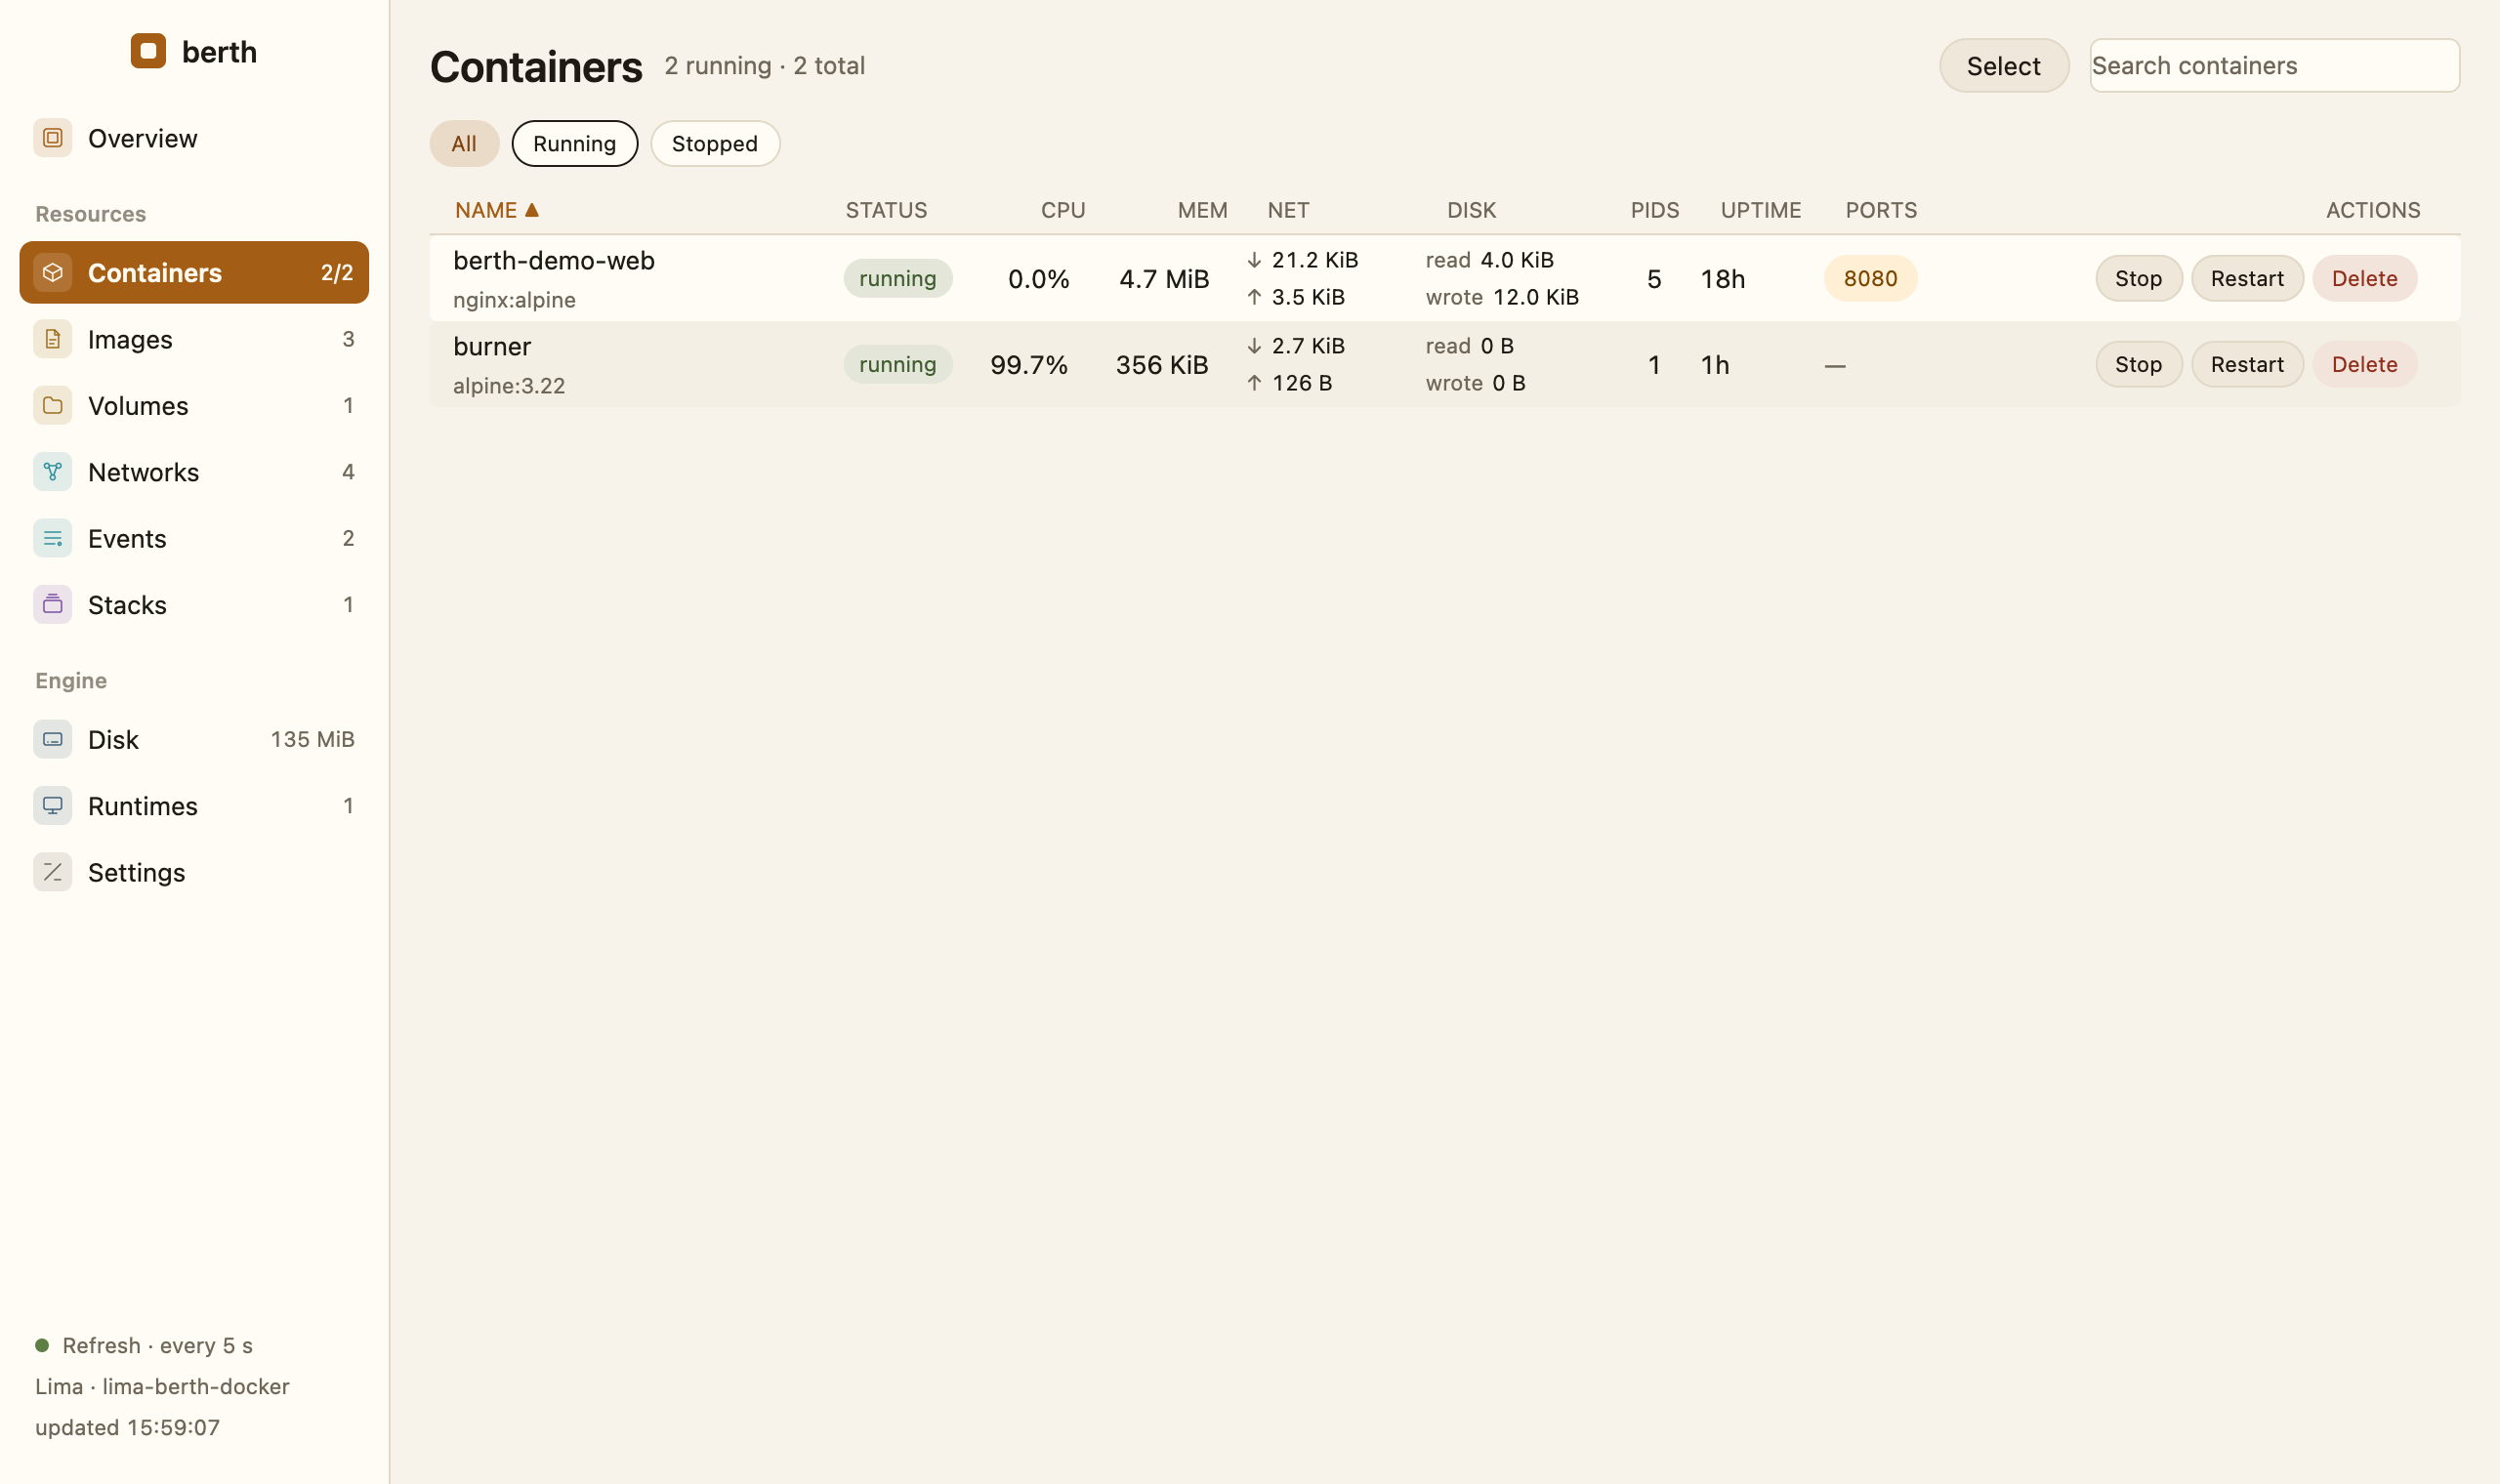 berth
Overview
Resources
Containers 2/2
Images 3
Volumes 1
Networks 4
Events 2
Stacks 1
Engine
Disk 135 MiB
Runtimes 1
Settings
Refresh · every 5 s
Lima · lima-berth-docker
updated 15:59:07
Containers 2 running · 2 total
Select
Search containers
All Running Stopped
NAME ▲ STATUS CPU MEM NET DISK PIDS UPTIME PORTS ACTIONS
berth-demo-web
nginx:alpine
running 0.0% 4.7 MiB
↓ 21.2 KiB
↑ 3.5 KiB
read 4.0 KiB
wrote 12.0 KiB
5 18h 8080 Stop Restart Delete
burner
alpine:3.22
running 99.7% 356 KiB
↓ 2.7 KiB
↑ 126 B
read 0 B
wrote 0 B
1 1h — Stop Restart Delete